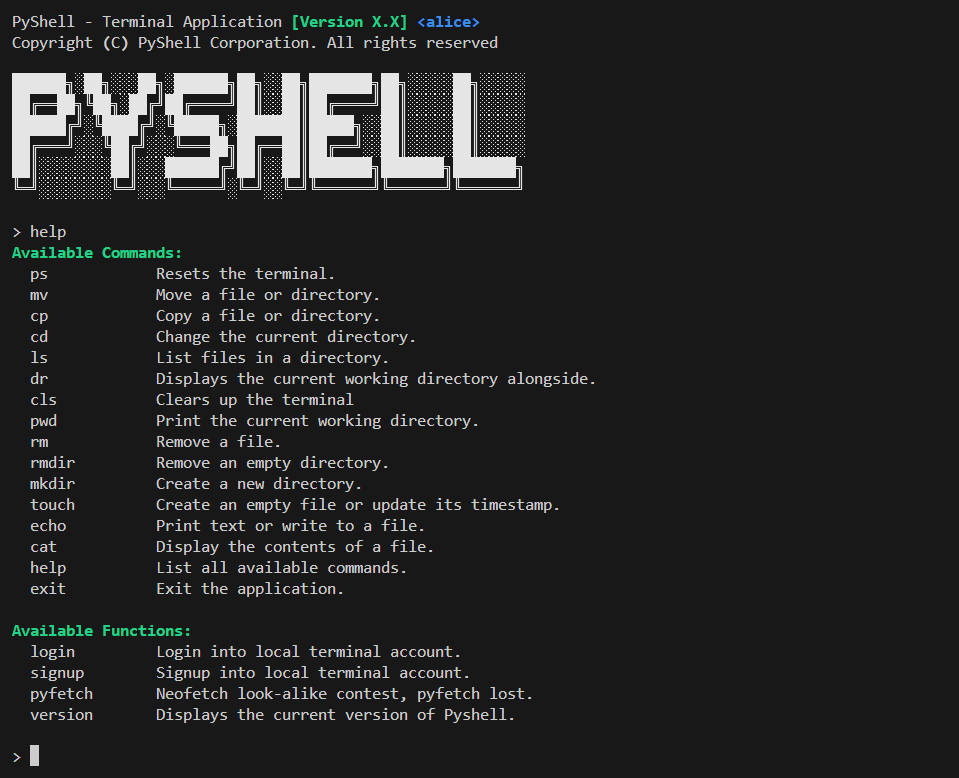 PyShell - Terminal Application [Version X.X] <alice>
Copyright (C) PyShell Corporation. All rights reserved
PYSHELL
> help
Available Commands:
ps Resets the terminal.
mv Move a file or directory.
cp Copy a file or directory.
cd Change the current directory.
ls List files in a directory.
dr Displays the current working directory alongside.
cls Clears up the terminal
pwd Print the current working directory.
rm Remove a file.
rmdir Remove an empty directory.
mkdir Create a new directory.
touch Create an empty file or update its timestamp.
echo Print text or write to a file.
cat Display the contents of a file.
help List all available commands.
exit Exit the application.
Available Functions:
login Login into local terminal account.
signup Signup into local terminal account.
pyfetch Neofetch look-alike contest, pyfetch lost.
version Displays the current version of Pyshell.
>